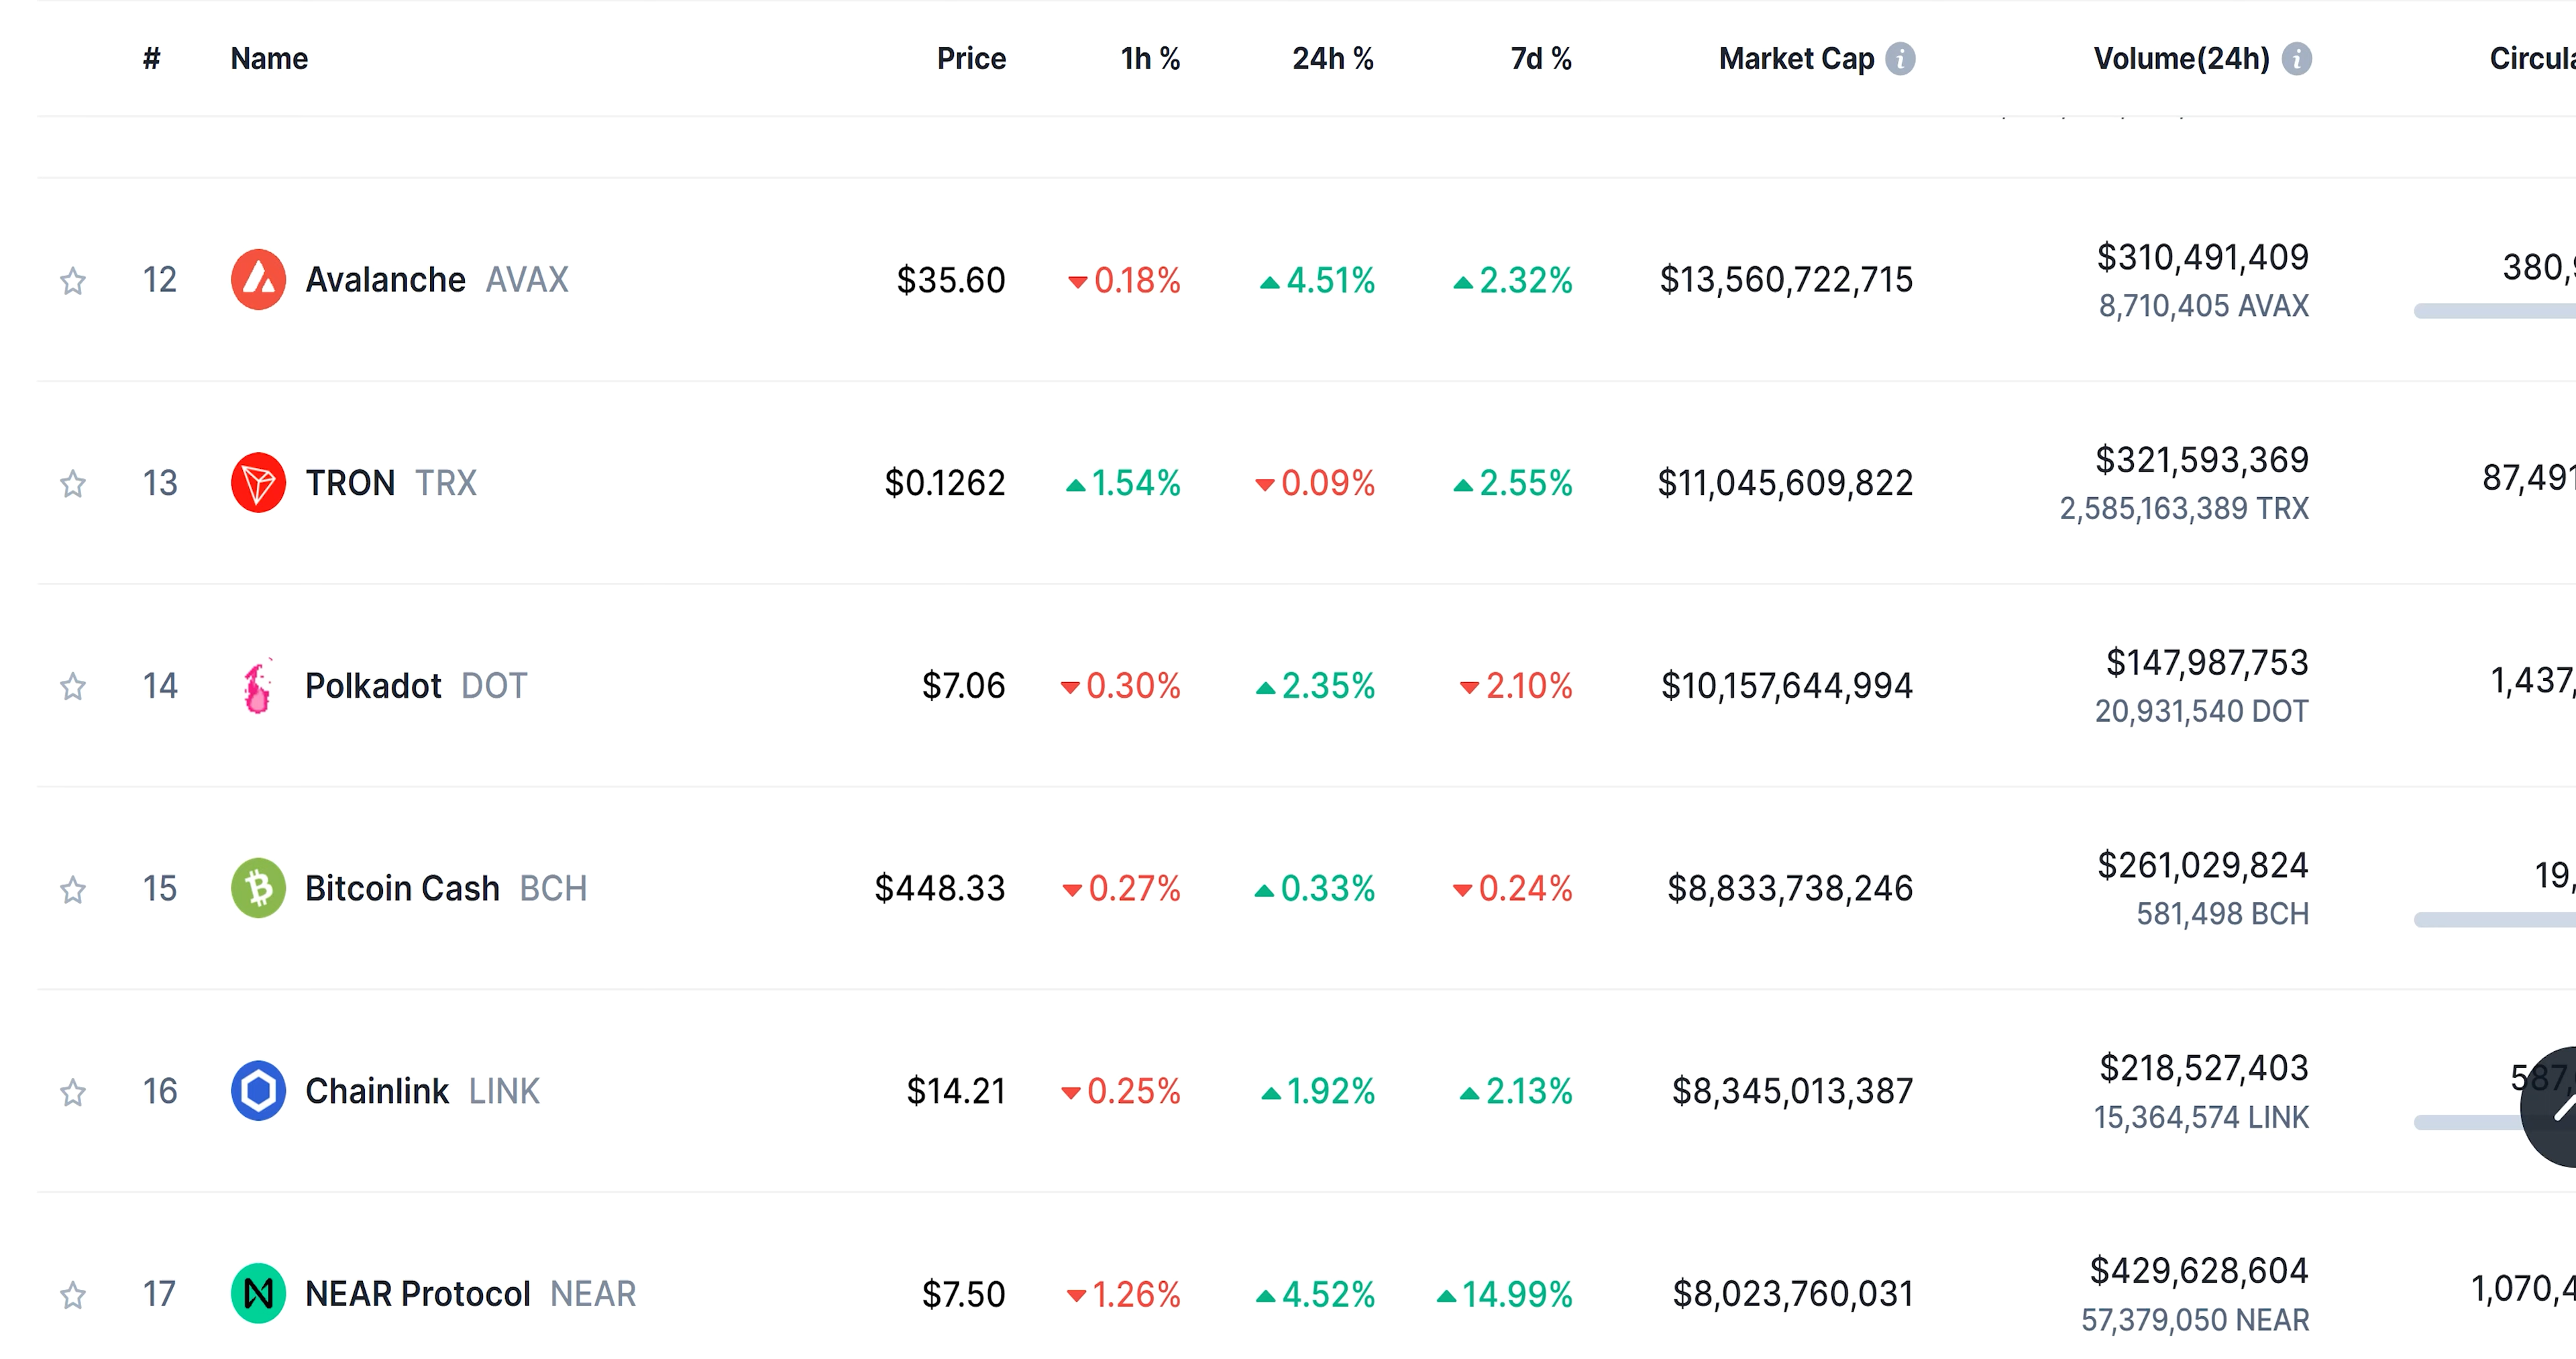 # Name Price 1h % 24h % 7d % Market Cap Volume(24h)
12 Avalanche AVAX $35.60 0.18% 4.51% 2.32% $13,560,722,715 $310,491,409
8,710,405 AVAX
13 TRON TRX $0.1262 1.54% 0.09% 2.55% $11,045,609,822 $321,593,369
2,585,163,389 TRX
14 Polkadot DOT $7.06 0.30% 2.35% 2.10% $10,157,644,994 $147,987,753
20,931,540 DOT
15 Bitcoin Cash BCH $448.33 0.27% 0.33% 0.24% $8,833,738,246 $261,029,824 19,
581,498 BCH
16 Chainlink LINK $14.21 0.25% 1.92% 2.13% $8,345,013,387 $218,527,403
15,364,574 LINK
17 NEAR Protocol NEAR $7.50 1.26% 4.52% 14.99% $8,023,760,031 $429,628,604
57,379,050 NEAR